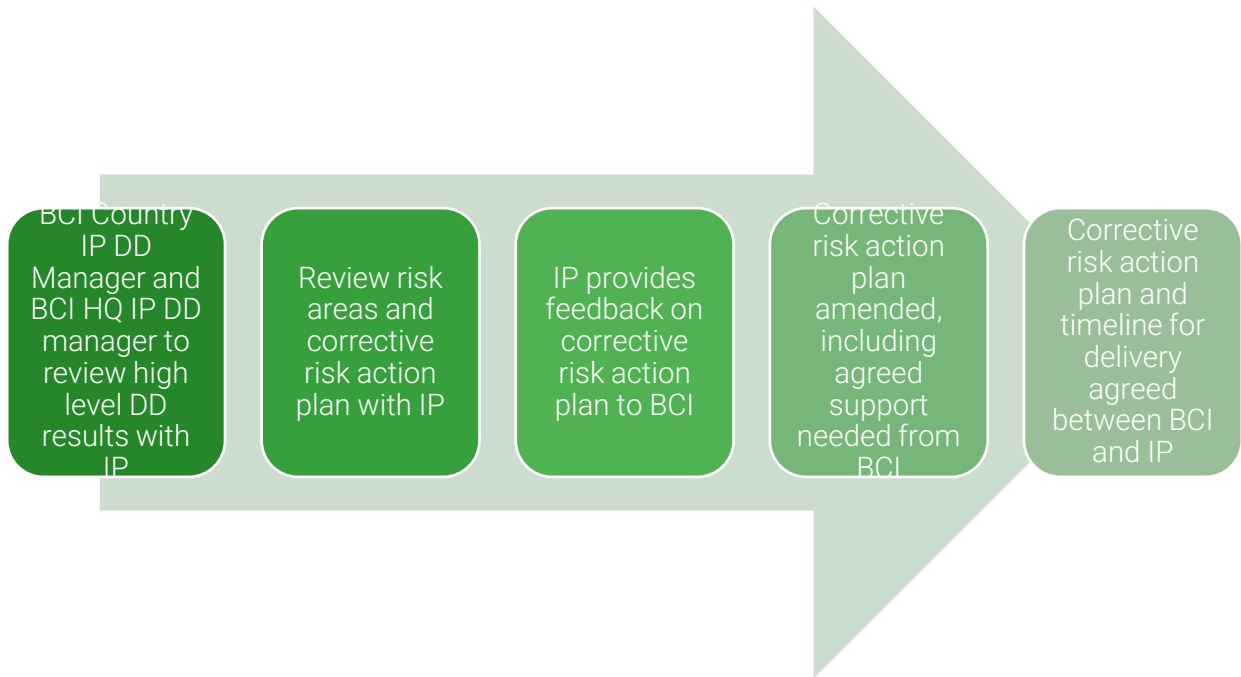 BCI Country
IP DD
Manager and
BCI HQ IP DD
manager to
review high
level DD
results with
IP
Review risk
areas and
corrective
risk action
plan with IP
IP provides
feedback on
corrective
risk action
plan to BCI
Corrective
risk action
plan
amended,
including
agreed
support
needed from
BCI
Corrective
risk action
plan and
timeline for
delivery
agreed
between BCI
and IP